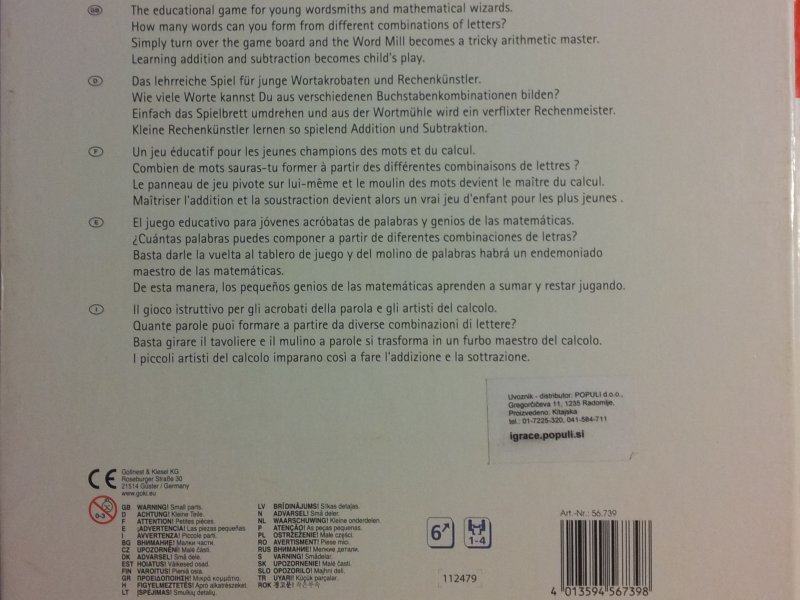 GB The educational game for young wordsmiths and mathematical wizards.
How many words can you form from different combinations of letters?
Simply turn over the game board and the Word Mill becomes a tricky arithmetic master.
Learning addition and subtraction becomes child's play.
D Das lehrreiche Spiel für junge Wortakrobaten und Rechenkünstler.
Wie viele Worte kannst Du aus verschiedenen Buchstabenkombinationen bilden?
Einfach das Spielbrett umdrehen und aus der Wortmühle wird ein verflixter Rechenmeister.
Kleine Rechenkünstler lernen so spielend Addition und Subtraktion.
F Un jeu éducatif pour les jeunes champions des mots et du calcul.
Combien de mots sauras-tu former à partir des différentes combinaisons de lettres ?
Le panneau de jeu pivote sur lui-même et le moulin des mots devient le maître du calcul.
Maîtriser l'addition et la soustraction devient alors un vrai jeu d'enfant pour les plus jeunes .
E El juego educativo para jóvenes acróbatas de palabras y genios de las matemáticas.
¿Cuántas palabras puedes componer a partir de diferentes combinaciones de letras?
Basta darle la vuelta al tablero de juego y del molino de palabras habrá un endemoniado
maestro de las matemáticas.
De esta manera, los pequeños genios de las matemáticas aprenden a sumar y restar jugando.
I Il gioco istruttivo per gli acrobati della parola e gli artisti del calcolo.
Quante parole puoi formare a partire da diverse combinazioni di lettere?
Basta girare il tavoliere e il mulino a parole si trasforma in un furbo maestro del calcolo.
I piccoli artisti del calcolo imparano così a fare l'addizione e la sottrazione.
Uvoznik - distributor: POPULI d.o.o.,
Gregorčičeva 11, 1235 Radomlje,
Proizvedeno: Kitajska
tel.: 01-7225-320, 041-584-711
igrace.populi.si
CE
Gollnest & Kiesel KG
Roseburger Straße 30
21514 Güster / Germany
www.goki.eu
0-3
GB WARNING! Small parts.
D ACHTUNG! Kleine Teile.
F ATTENTION! Petites pièces.
E ¡ADVERTENCIA! Las piezas pequeñas.
I AVVERTENZA! Piccole parti.
BG ВНИМАНИЕ! Малки части.
CZ UPOZORNĚNÍ! Malé části.
DK ADVARSEL! Små dele.
EST HOIATUS! Väikesed osad.
FIN VAROITUS! Pieniä osia.
GR ΠΡΟΕΙΔΟΠΟΙΗΣΗ! Μικρά κομμάτια.
H FIGYELMEZTETÉS! Apró alkatrészeket.
LT ĮSPĖJIMAS! Smulkių detalių.
LV BRĪDINĀJUMS! Sīkas detaļas.
N ADVARSEL! Små deler.
NL WAARSCHUWING! Kleine onderdelen.
P ATENÇÃO! As peças pequenas.
PL OSTRZEŻENIE! Małe części.
RO AVERTISMENT! Piese mici.
RUS ВНИМАНИЕ! Мелкие детали.
S VARNING! Smådelar.
SK UPOZORNENIE! Malé časti.
SLO OPOZORILO! Majhni deli.
TR UYARI! Küçük parçalar.
ROK 경고문!
6
1-4
112479
Art.-Nr.: 56.739
4 013594 567398